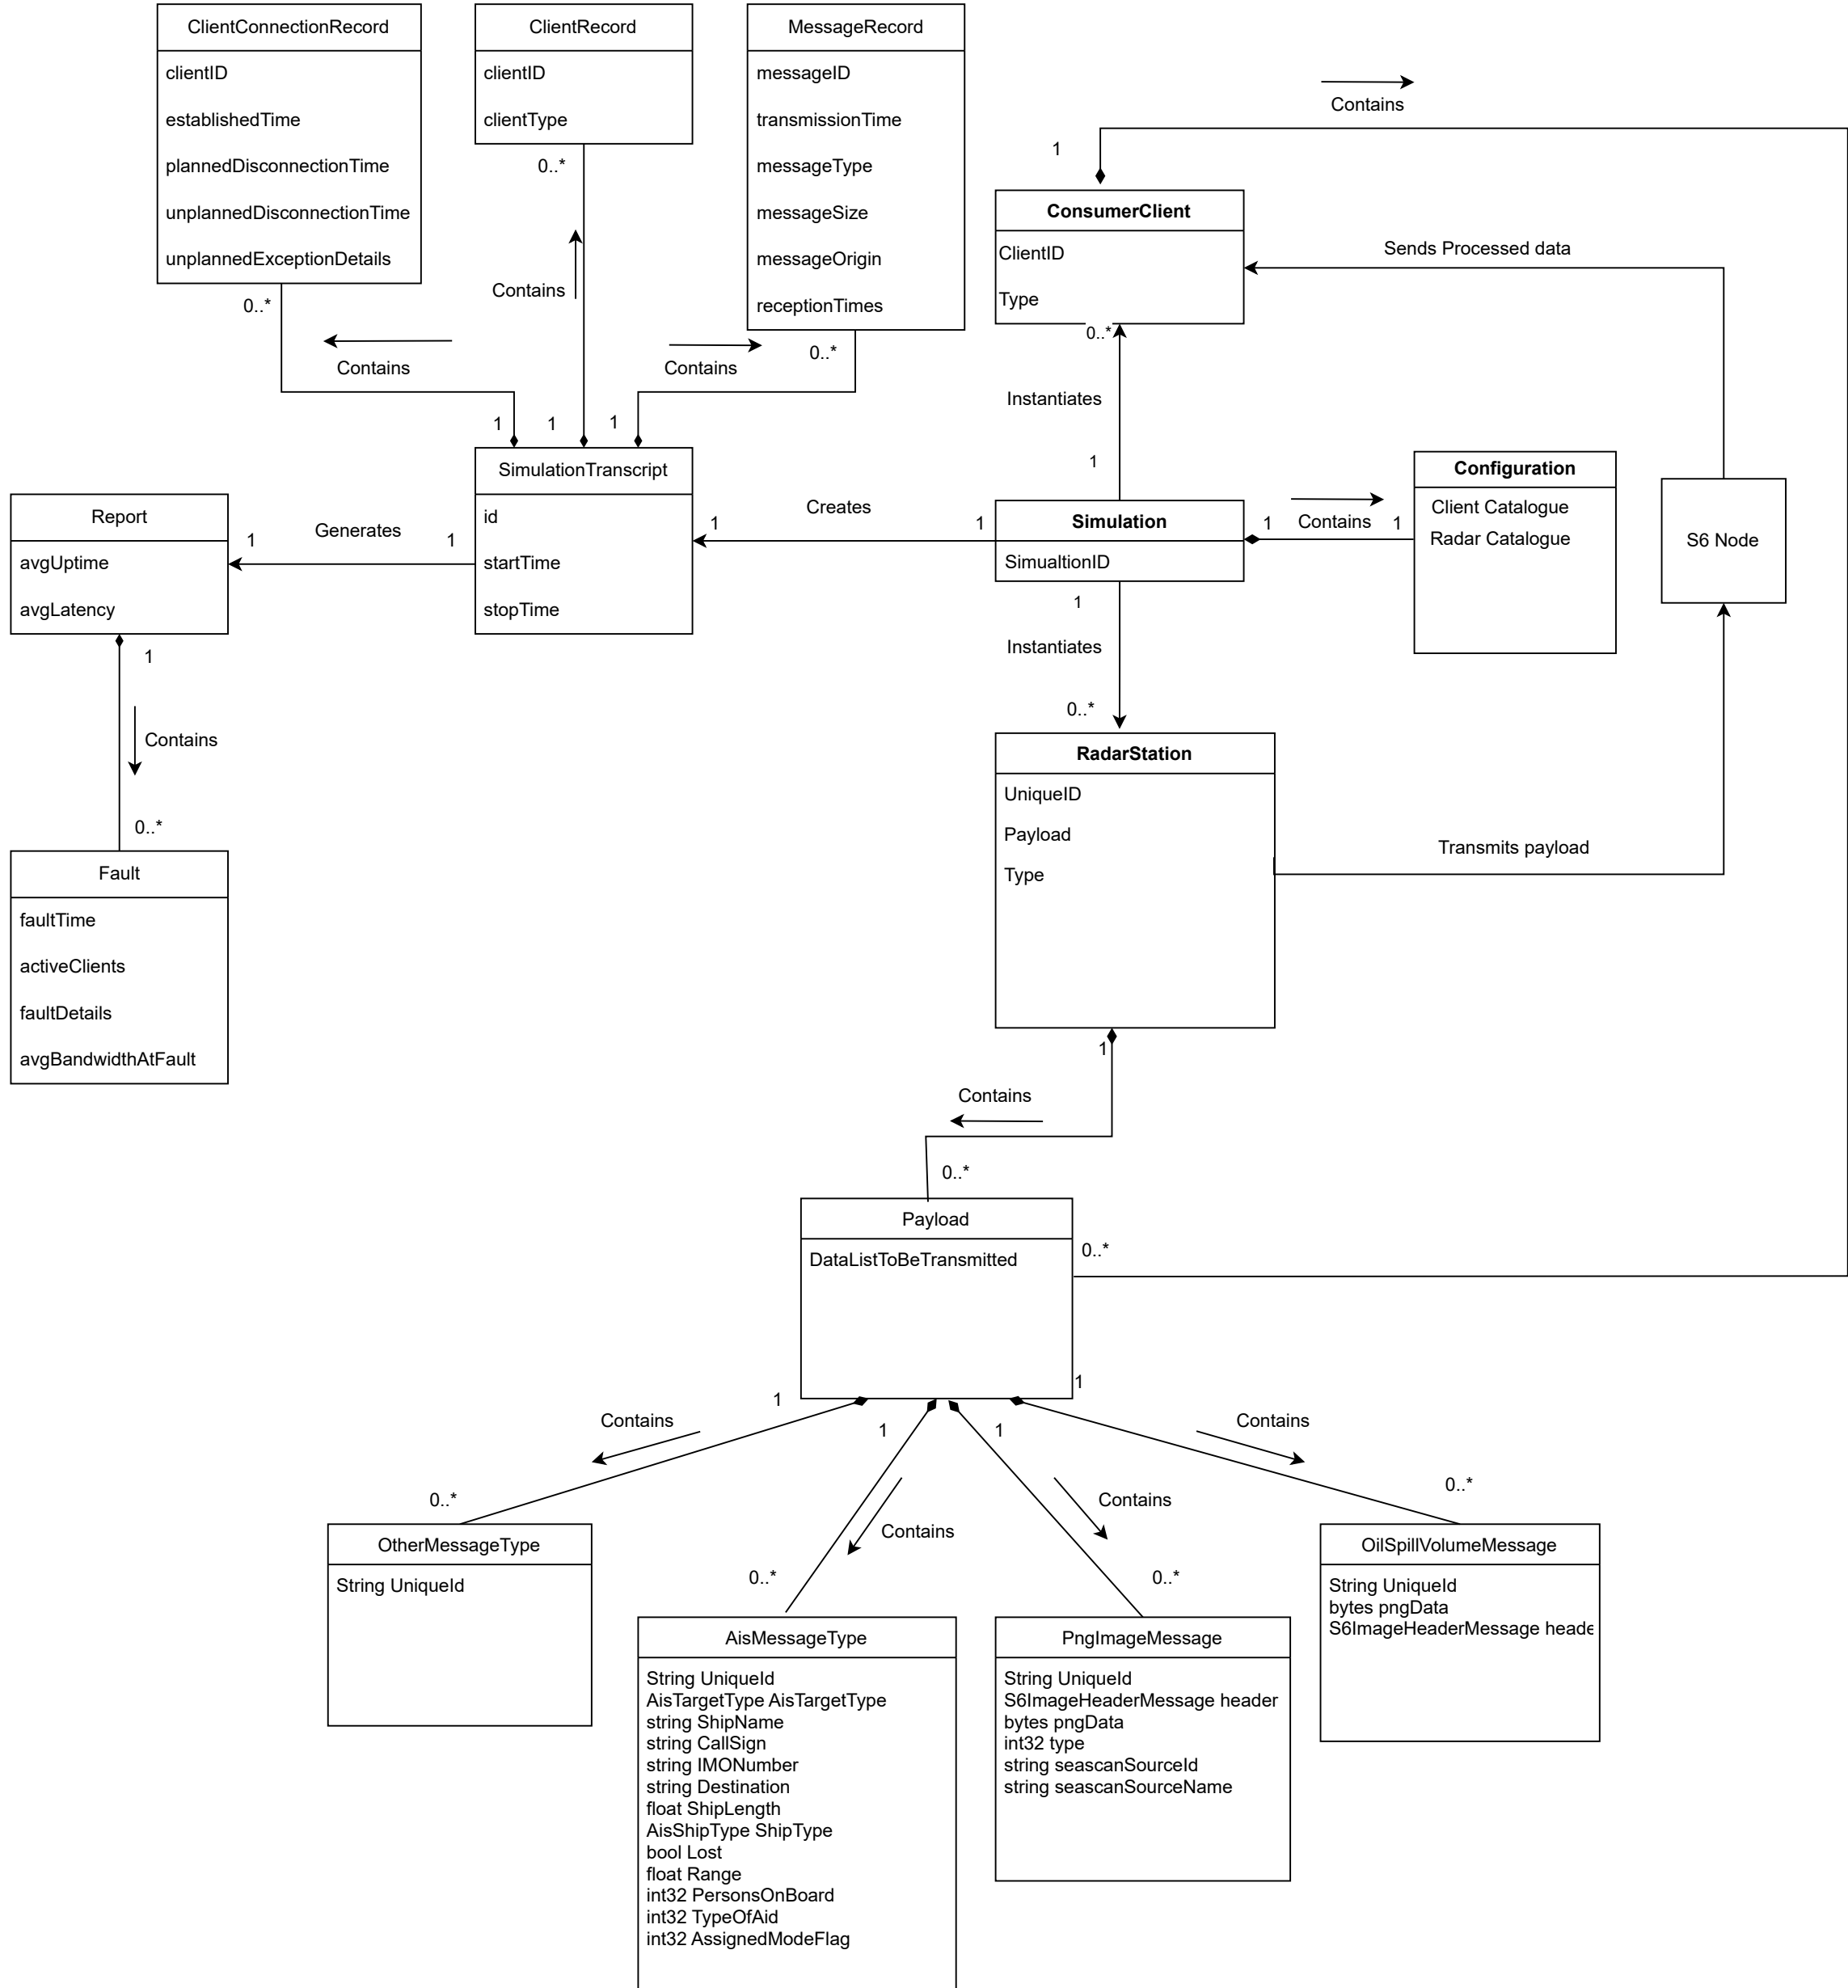 ClientConnectionRecord
clientID
establishedTime
plannedDisconnectionTime
unplannedDisconnectionTime
unplannedExceptionDetails
0..*
ClientRecord
clientID
clientType
0..*
MessageRecord
messageID
transmissionTime
messageType
messageSize
messageOrigin
receptionTimes
0..*
Contains
1
ConsumerClient
ClientID
Type
0..*
Sends Processed data
Contains
Contains
Contains
1
1
1
Instantiates
1
SimulationTranscript
id
startTime
stopTime
Creates
1
1
Simulation
SimualtionID
1
Contains
1
Configuration
Client Catalogue
Radar Catalogue
S6 Node
Report
avgUptime
avgLatency
1
Generates
1
1
Contains
0..*
Fault
faultTime
activeClients
faultDetails
avgBandwidthAtFault
1
Instantiates
0..*
RadarStation
UniqueID
Payload
Type
Transmits payload
1
Contains
0..*
Payload
DataListToBeTransmitted
0..*
1
1
1
1
Contains
Contains
Contains
Contains
0..*
0..*
0..*
0..*
OtherMessageType
String UniqueId
AisMessageType
String UniqueId
AisTargetType AisTargetType
string ShipName
string CallSign
string IMONumber
string Destination
float ShipLength
AisShipType ShipType
bool Lost
float Range
int32 PersonsOnBoard
int32 TypeOfAid
int32 AssignedModeFlag
PngImageMessage
String UniqueId
S6ImageHeaderMessage header
bytes pngData
int32 type
string seascanSourceId
string seascanSourceName
OilSpillVolumeMessage
String UniqueId
bytes pngData
S6ImageHeaderMessage heade